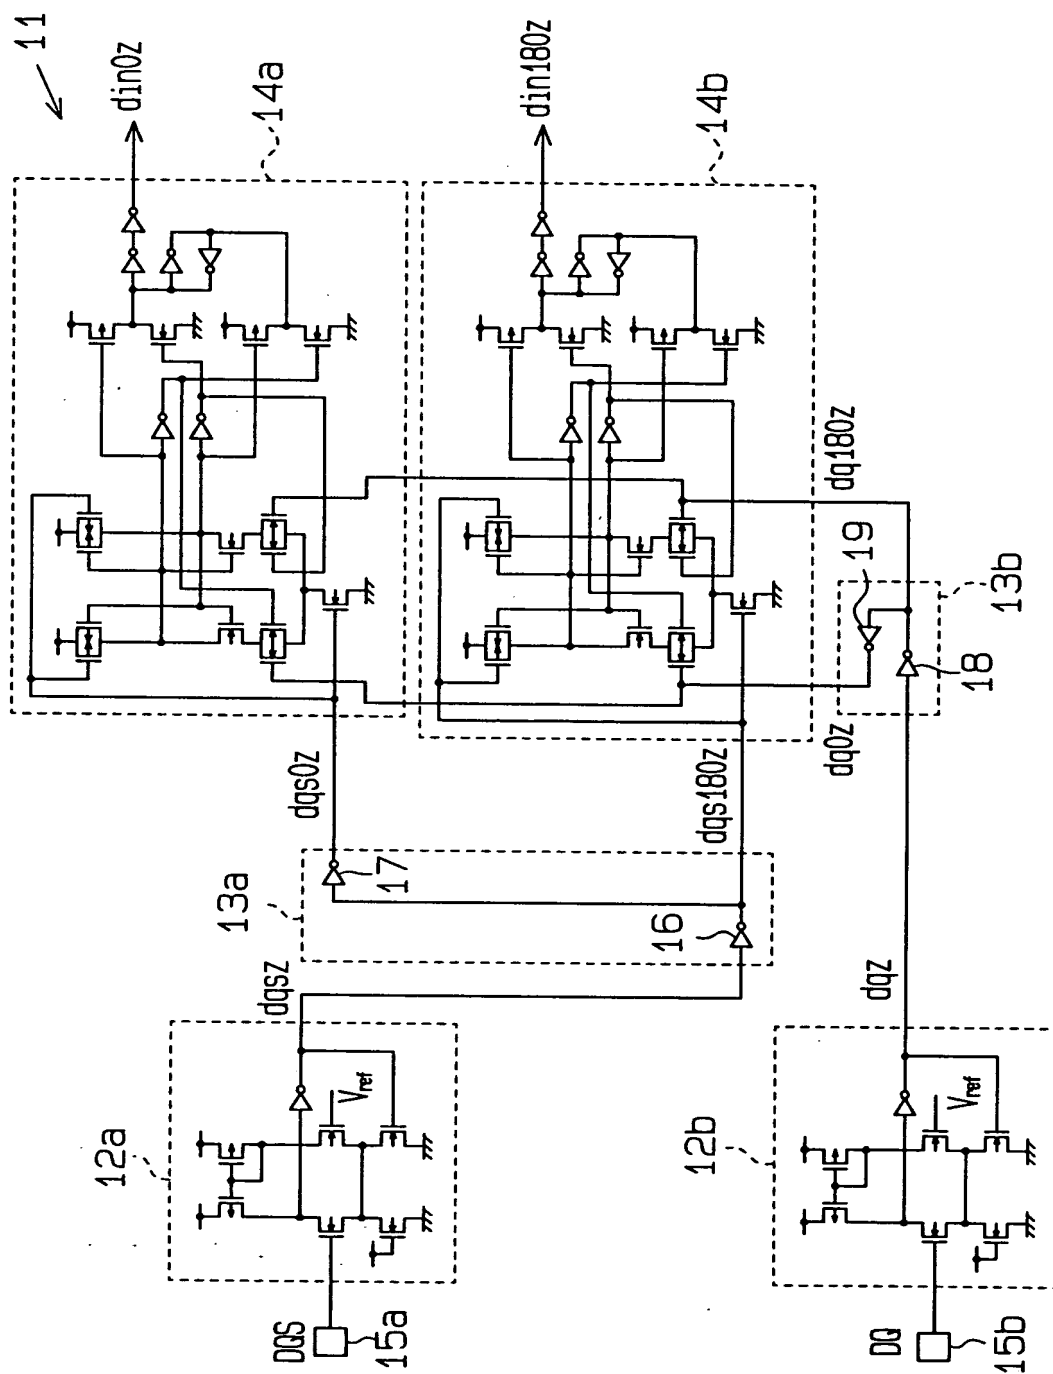 11
din0z
14a
din180z
14b
dq180z
19
13b
18
dq0z
dqs0z
dqs180z
17
13a
16
dqsz
dqz
12a
Vref
12b
Vref
DQS
15a
DQ
15b